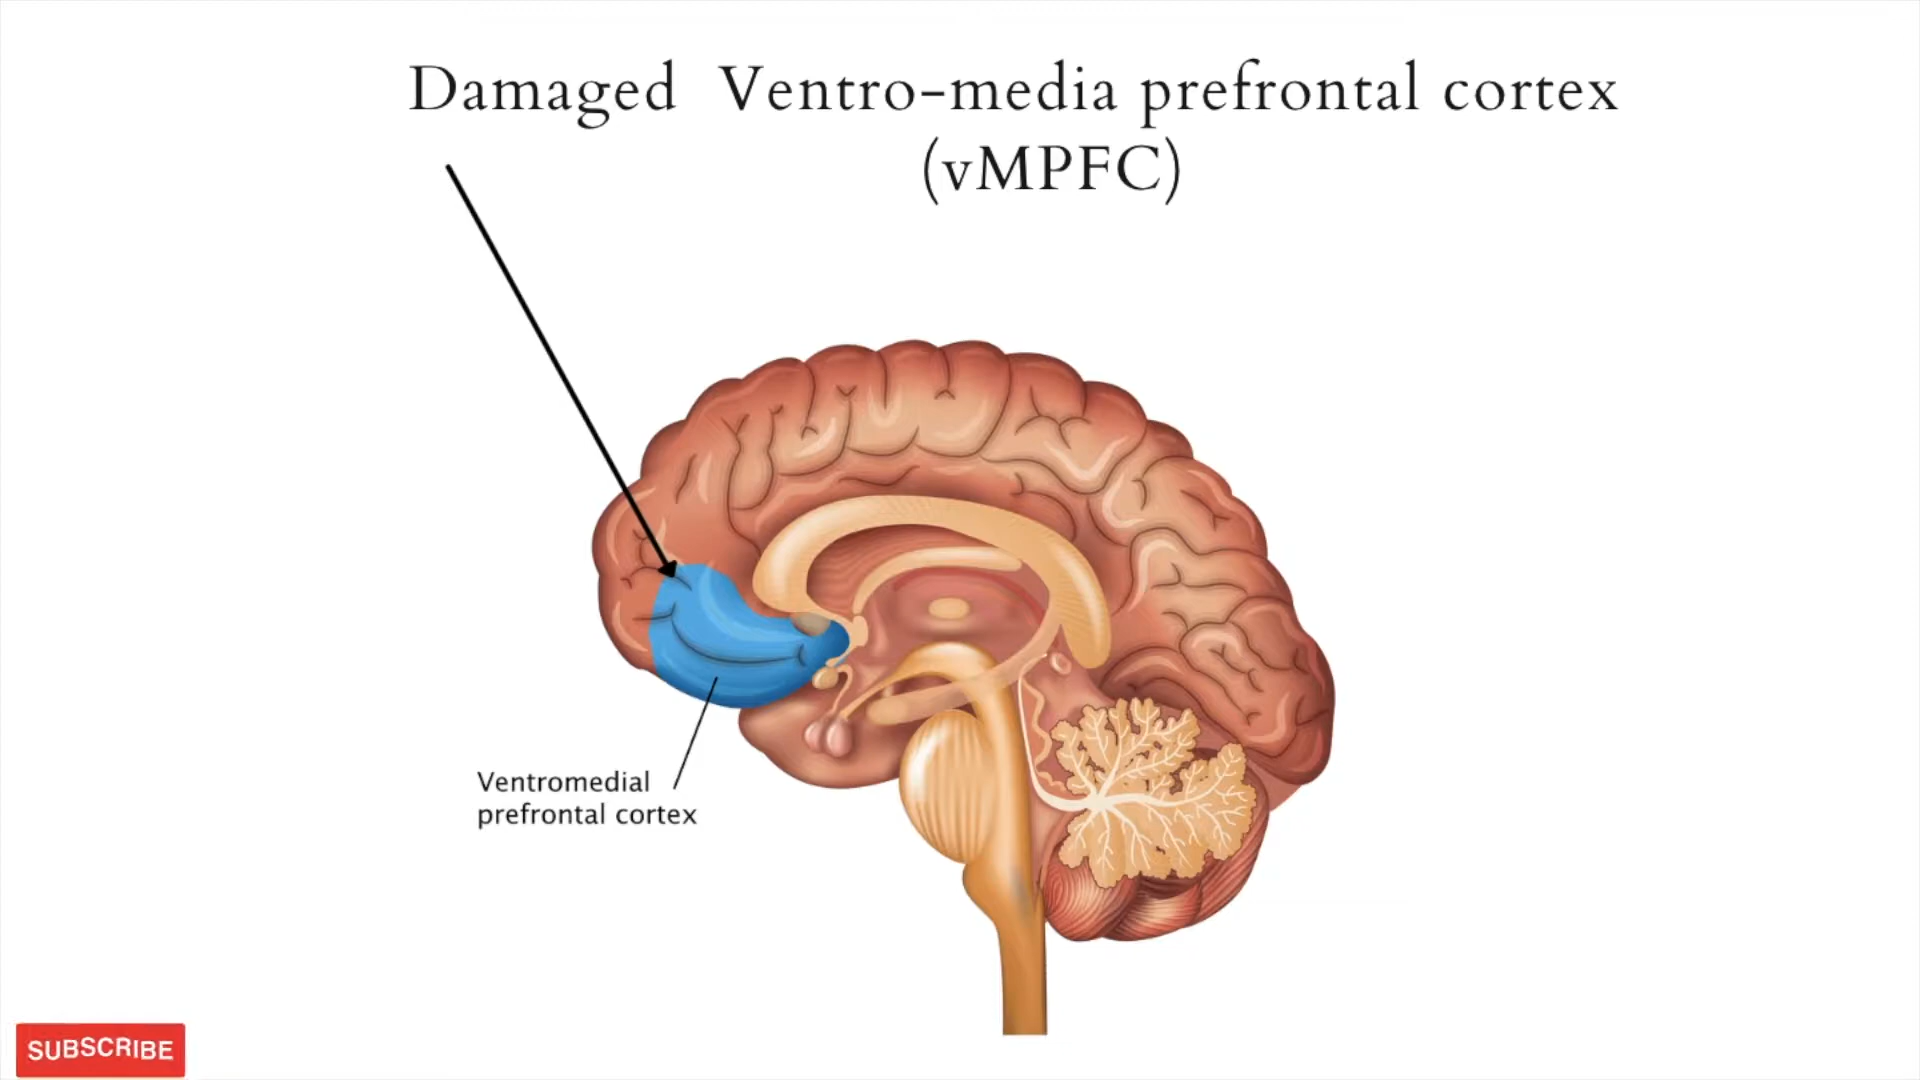 Damaged Ventro-media prefrontal cortex
(vMPFC)
Ventromedial
prefrontal cortex
SUBSCRIBE